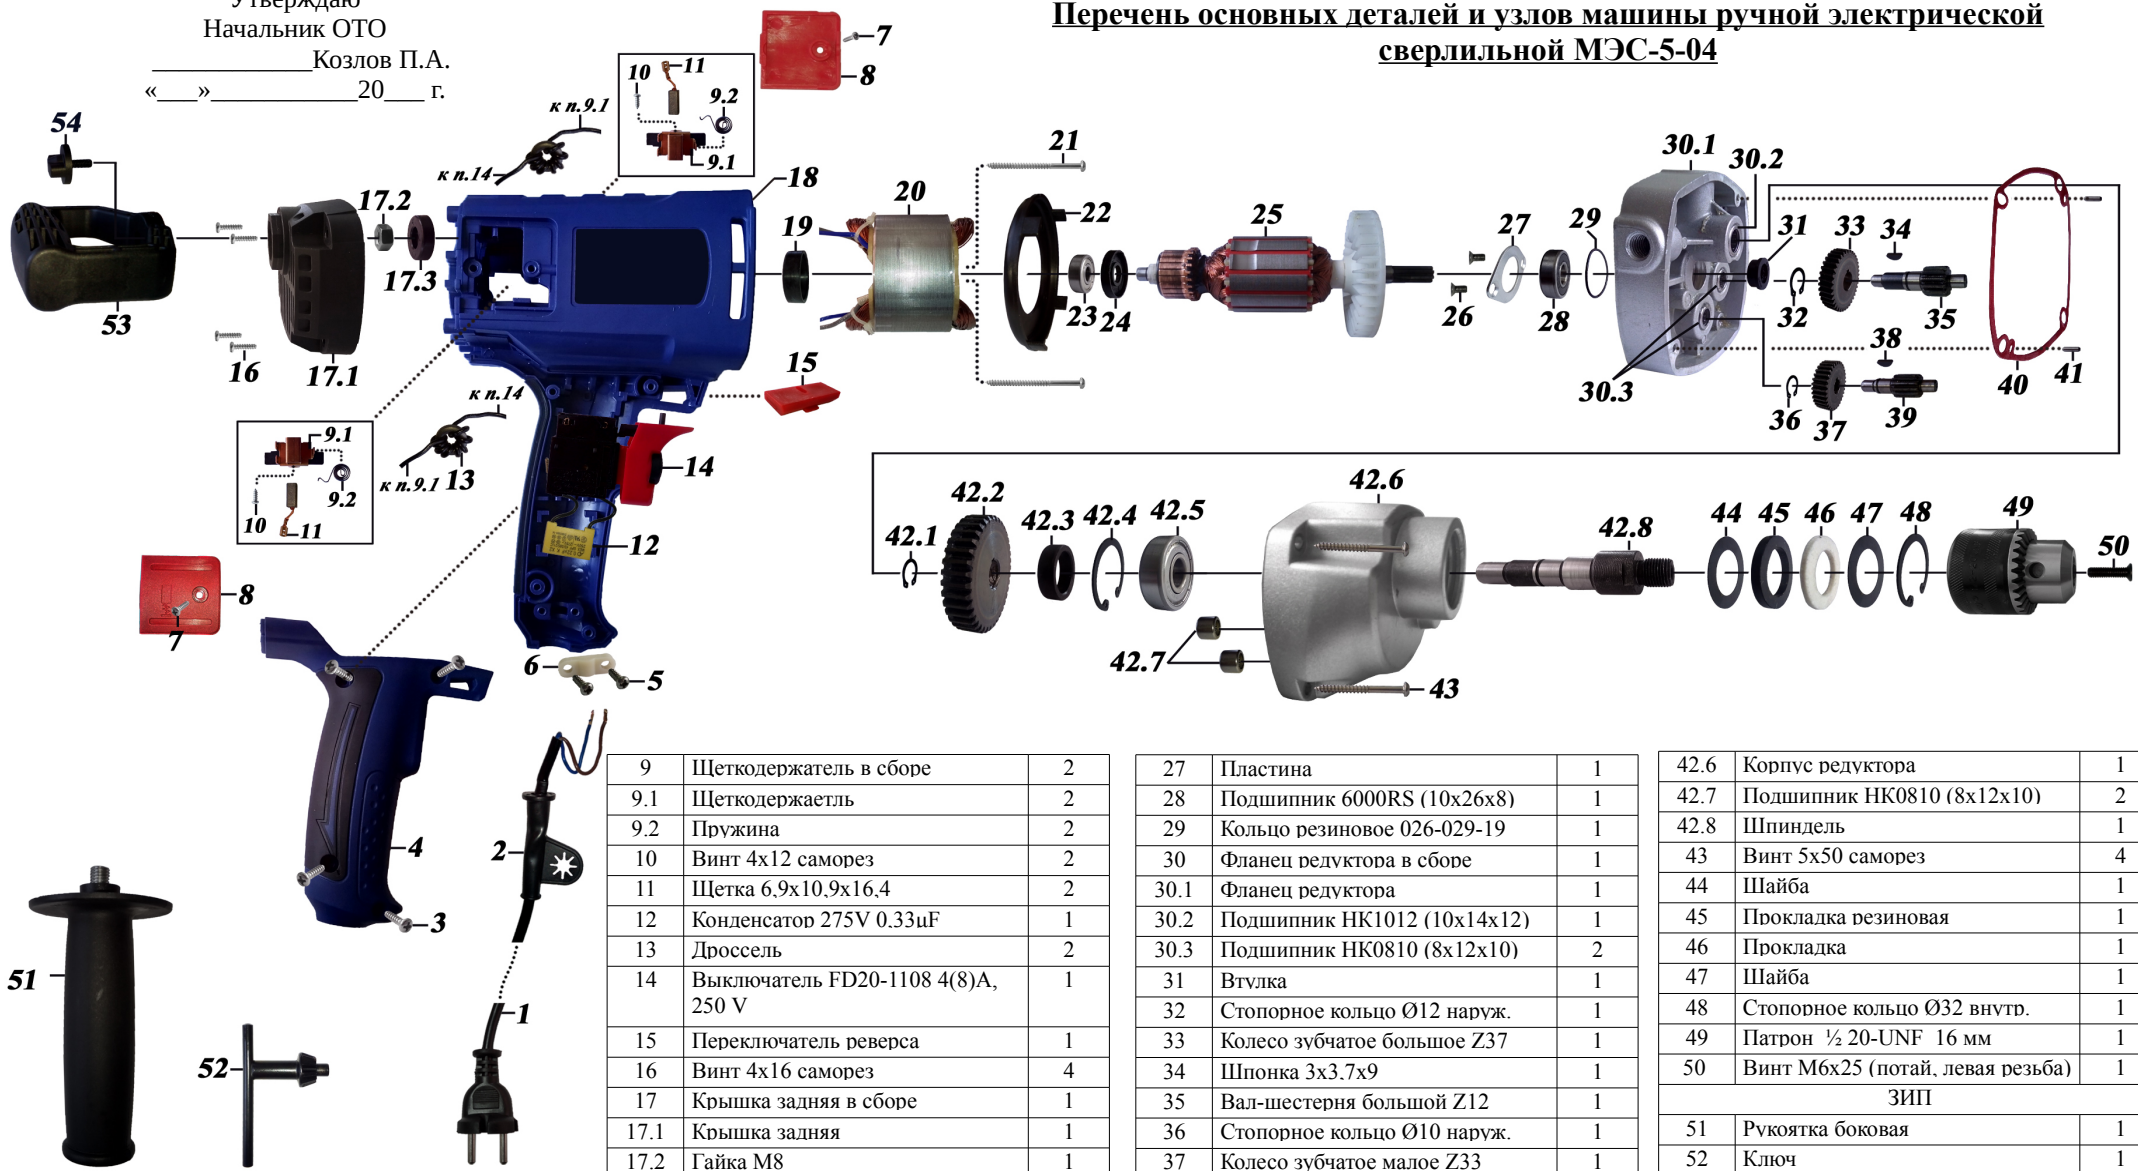 Утверждаю
Начальник ОТО
____________Козлов П.А.
«___»___________20___ г.
Перечень основных деталей и узлов машины ручной электрической
сверлильной МЭС-5-04
7
8
10
11
9.2
9.1
к п.9.1
к п.14
54
53
17.2
17.3
16
17.1
18
19
20
21
22
23
24
25
26
27
28
29
30.1
30.2
30.3
31
32
33
34
35
36
37
38
39
40
41
15
14
12
к п.14
к п.9.1
13
9.1
9.2
10
11
8
7
6
5
4
3
2
1
51
52
42.1
42.2
42.3
42.4
42.5
42.6
42.7
43
42.8
44
45
46
47
48
49
50
9 Щеткодержатель в сборе 2
9.1 Щеткодержаетль 2
9.2 Пружина 2
10 Винт 4х12 саморез 2
11 Щетка 6,9х10,9х16,4 2
12 Конденсатор 275V 0,33uF 1
13 Дроссель 2
14 Выключатель FD20-1108 4(8)A, 1
250 V
15 Переключатель реверса 1
16 Винт 4х16 саморез 4
17 Крышка задняя в сборе 1
17.1 Крышка задняя 1
17.2 Гайка М8 1
27 Пластина 1
28 Подшипник 6000RS (10х26х8) 1
29 Кольцо резиновое 026-029-19 1
30 Фланец редуктора в сборе 1
30.1 Фланец редуктора 1
30.2 Подшипник НК1012 (10х14х12) 1
30.3 Подшипник НК0810 (8х12х10) 2
31 Втулка 1
32 Стопорное кольцо Ø12 наруж. 1
33 Колесо зубчатое большое Z37 1
34 Шпонка 3х3,7х9 1
35 Вал-шестерня большой Z12 1
36 Стопорное кольцо Ø10 наруж. 1
37 Колесо зубчатое малое Z33 1
42.6 Корпус редуктора 1
42.7 Подшипник НК0810 (8х12х10) 2
42.8 Шпиндель 1
43 Винт 5х50 саморез 4
44 Шайба 1
45 Прокладка резиновая 1
46 Прокладка 1
47 Шайба 1
48 Стопорное кольцо Ø32 внутр. 1
49 Патрон ½ 20-UNF 16 мм 1
50 Винт М6х25 (потай, левая резьба) 1
ЗИП
51 Рукоятка боковая 1
52 Ключ 1